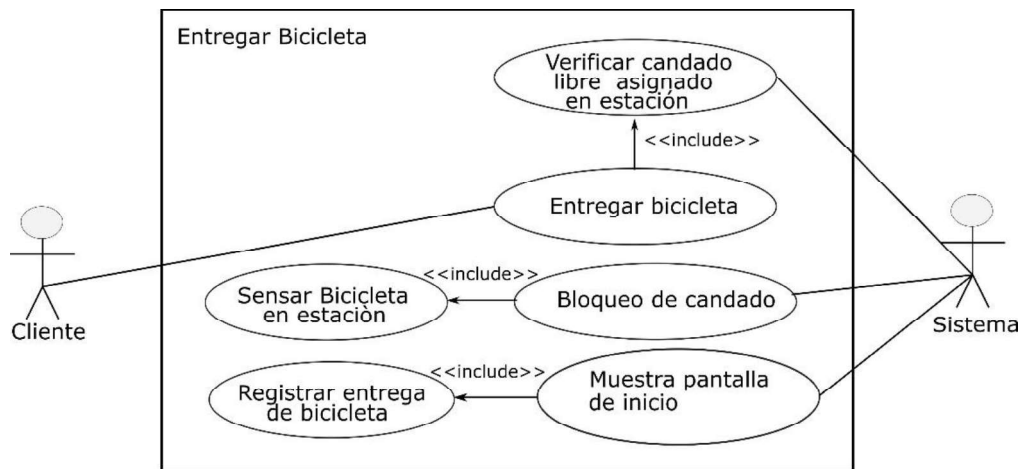 Entregar Bicicleta
Verificar candado
libre asignado
en estación
<<include>>
Entregar bicicleta
<<include>>
Sensar Bicicleta
en estaciòn
Bloqueo de candado
Cliente
Sistema
<<include>>
Registrar entrega
de bicicleta
Muestra pantalla
de inicio